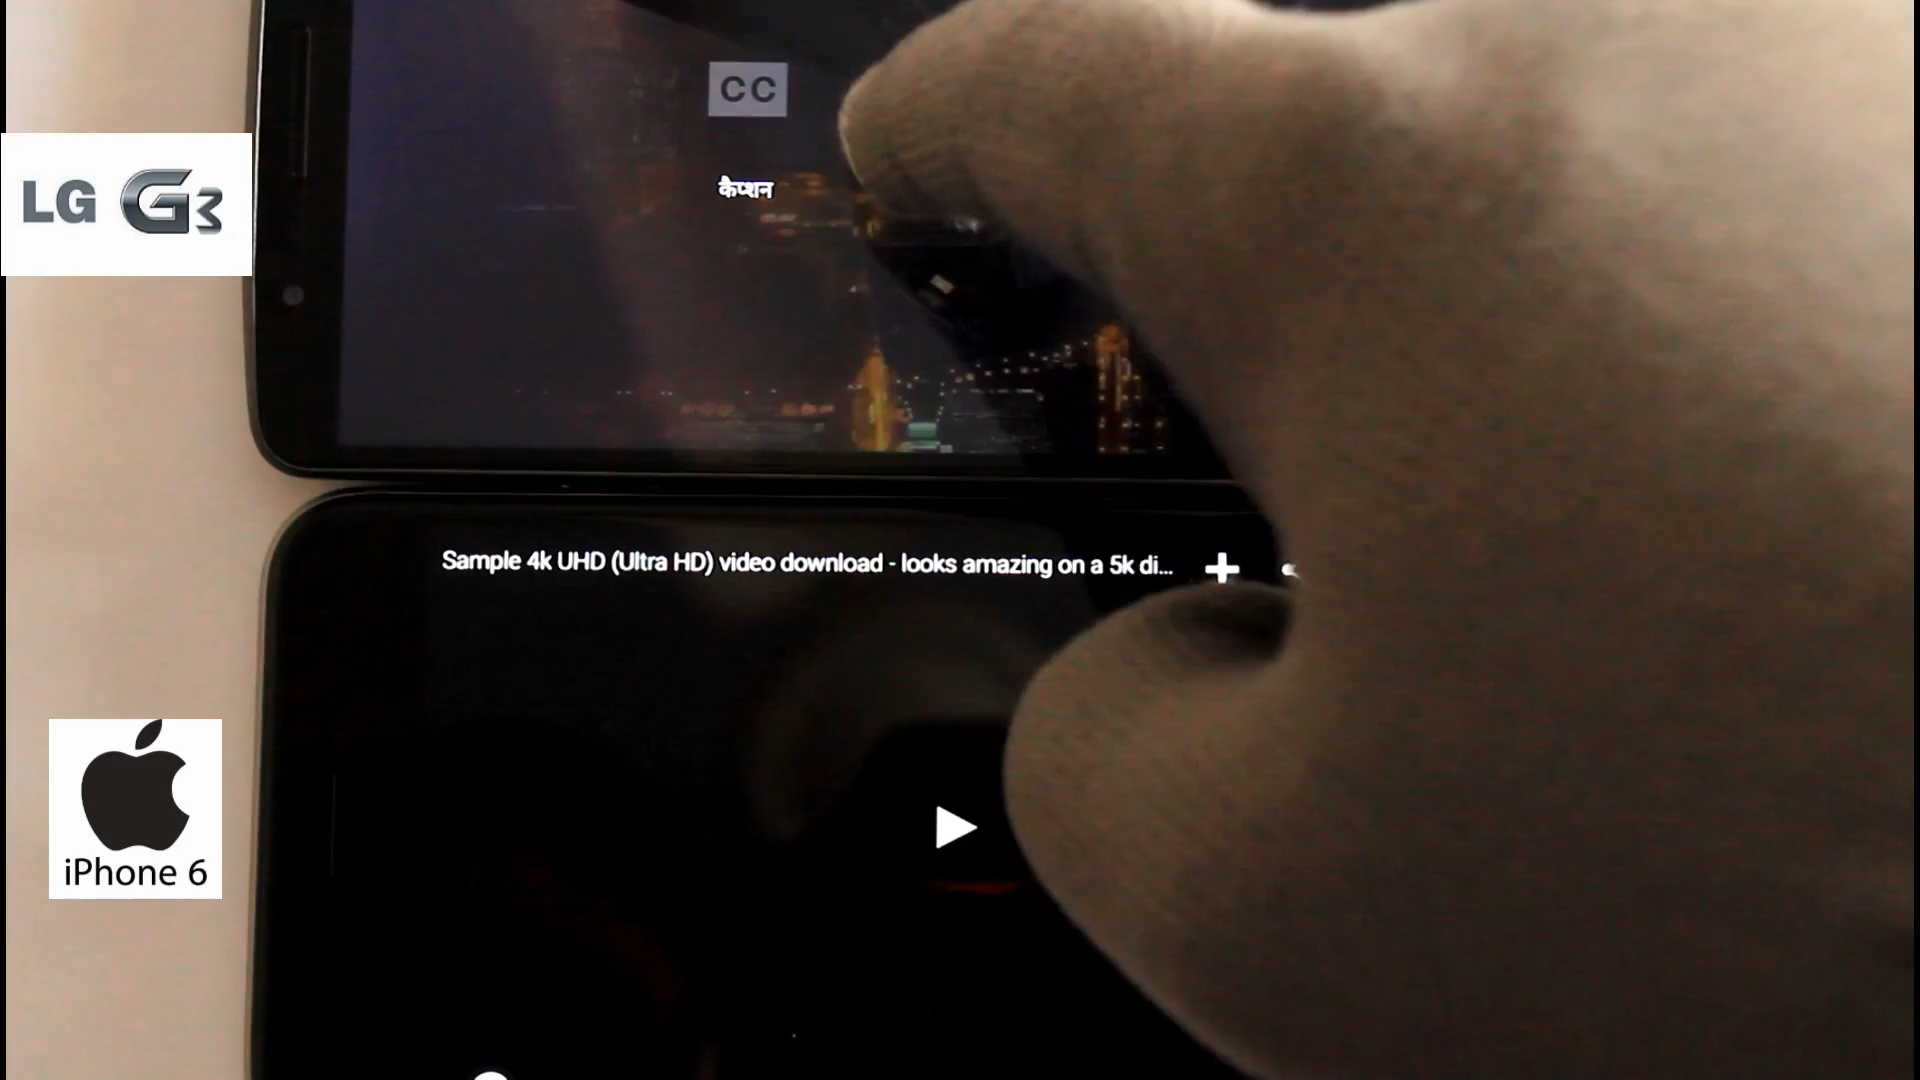 CC
कैप्शन
LG G3
Sample 4k UHD (Ultra HD) video download - looks amazing on a 5k di...
iPhone 6